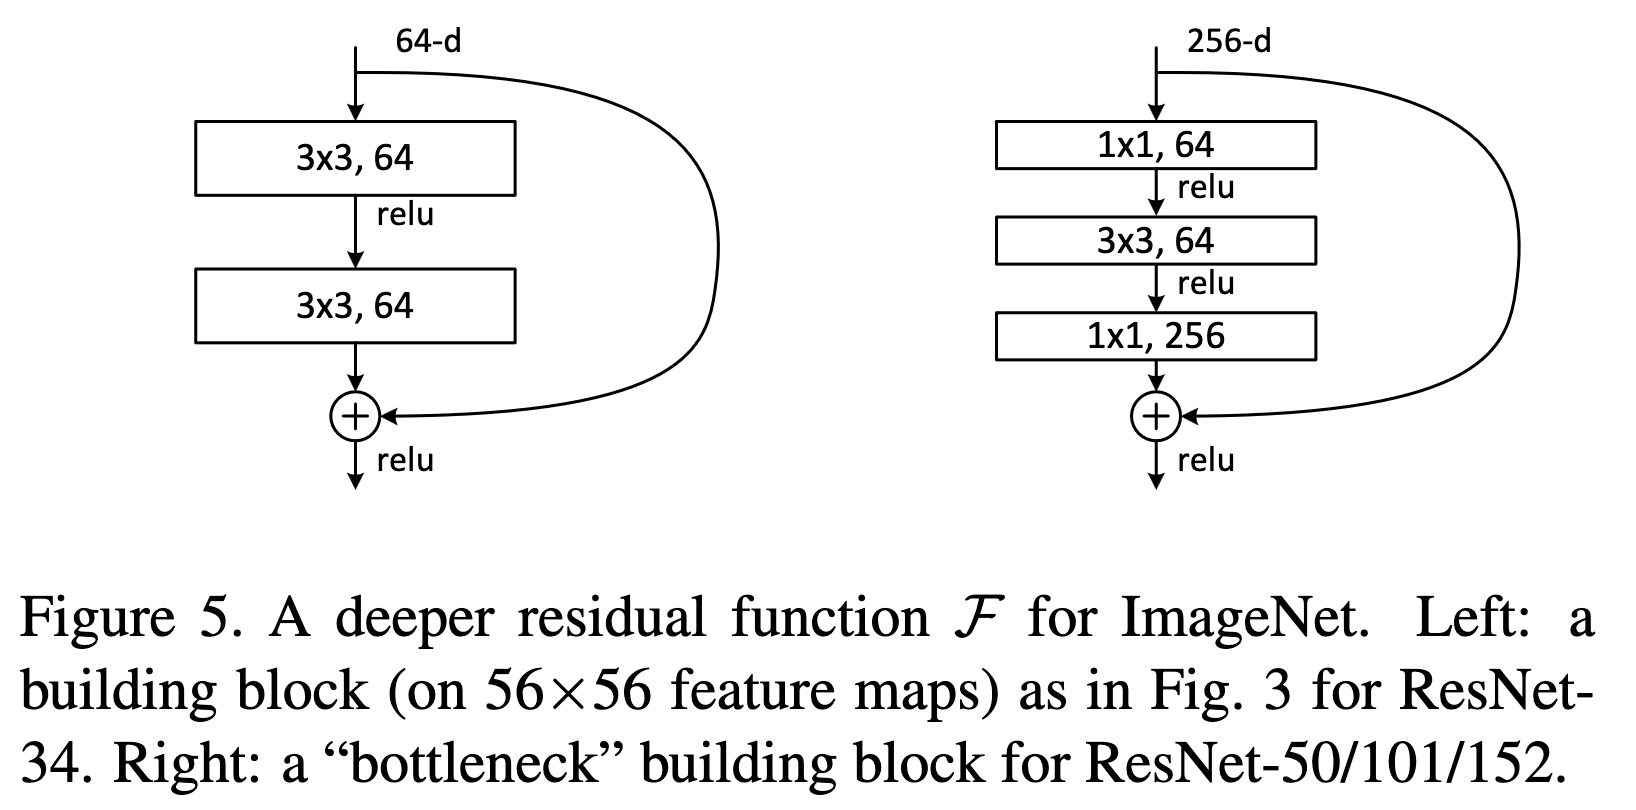 64-d
3x3, 64
relu
3x3, 64
+
relu
256-d
1x1, 64
relu
3x3, 64
relu
1x1, 256
+
relu
Figure 5. A deeper residual function ℱ for ImageNet. Left: a
building block (on 56×56 feature maps) as in Fig. 3 for ResNet-
34. Right: a “bottleneck” building block for ResNet-50/101/152.